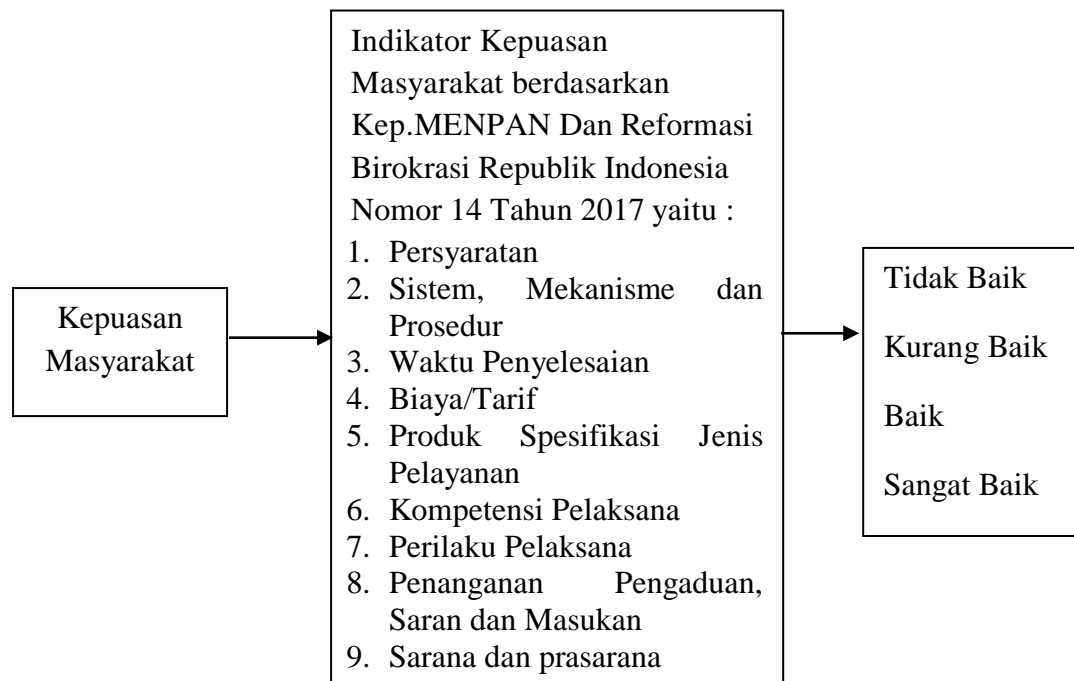 Kepuasan
Masyarakat
Indikator Kepuasan
Masyarakat berdasarkan
Kep.MENPAN Dan Reformasi
Birokrasi Republik Indonesia
Nomor 14 Tahun 2017 yaitu :
1. Persyaratan
2. Sistem, Mekanisme dan
Prosedur
3. Waktu Penyelesaian
4. Biaya/Tarif
5. Produk Spesifikasi Jenis
Pelayanan
6. Kompetensi Pelaksana
7. Perilaku Pelaksana
8. Penanganan Pengaduan,
Saran dan Masukan
9. Sarana dan prasarana
Tidak Baik
Kurang Baik
Baik
Sangat Baik